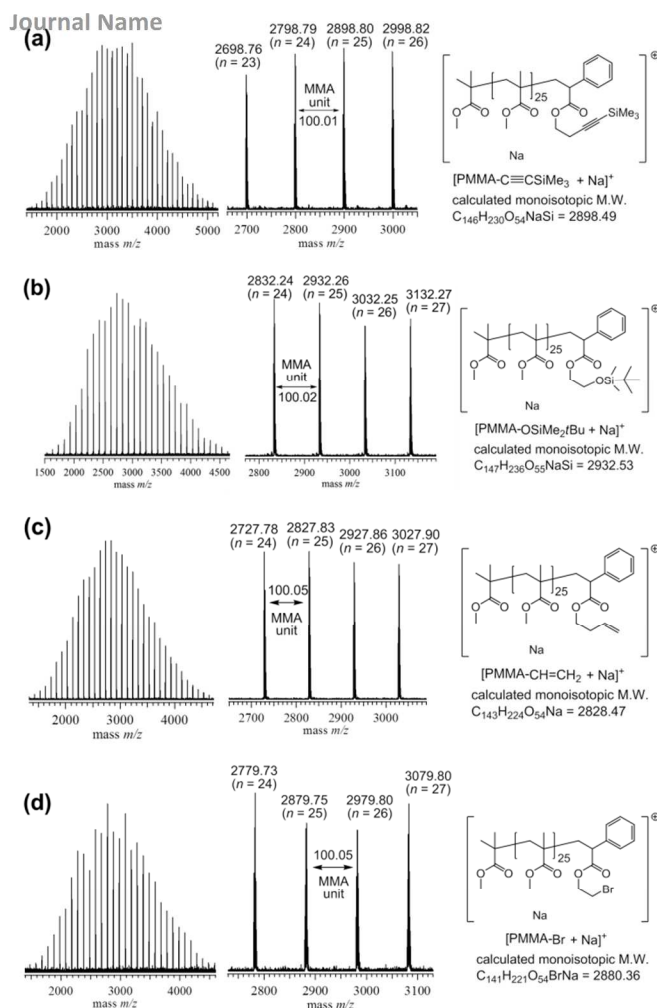 Journal Name
(a)
2698.76
(n = 23)
2798.79
(n = 24)
2898.80
(n = 25)
2998.82
(n = 26)
MMA
unit
100.01
2000 3000 4000 5000
mass m/z
2700 2800 2900 3000
mass m/z
25
O
O
O
O
O
O
SiMe3
Na
⊕
[PMMA-C≡CSiMe3 + Na]+
calculated monoisotopic M.W.
C146H230O54NaSi = 2898.49
(b)
2832.24
(n = 24)
2932.26
(n = 25)
3032.25
(n = 26)
3132.27
(n = 27)
MMA
unit
100.02
1500 2000 2500 3000 3500 4000 4500
mass m/z
2800 2900 3000 3100
mass m/z
25
O
O
O
O
O
O
OSi
Na
⊕
[PMMA-OSiMe2tBu + Na]+
calculated monoisotopic M.W.
C147H236O55NaSi = 2932.53
(c)
2727.78
(n = 24)
2827.83
(n = 25)
2927.86
(n = 26)
3027.90
(n = 27)
100.05
MMA
unit
2000 3000 4000
mass m/z
2700 2800 2900 3000
mass m/z
25
O
O
O
O
O
O
Na
⊕
[PMMA-CH=CH2 + Na]+
calculated monoisotopic M.W.
C143H224O54Na = 2828.47
(d)
2779.73
(n = 24)
2879.75
(n = 25)
2979.80
(n = 26)
3079.80
(n = 27)
100.05
MMA
unit
2000 3000 4000
mass m/z
2800 2900 3000 3100
mass m/z
25
O
O
O
O
O
O
Br
Na
⊕
[PMMA-Br + Na]+
calculated monoisotopic M.W.
C141H221O54BrNa = 2880.36